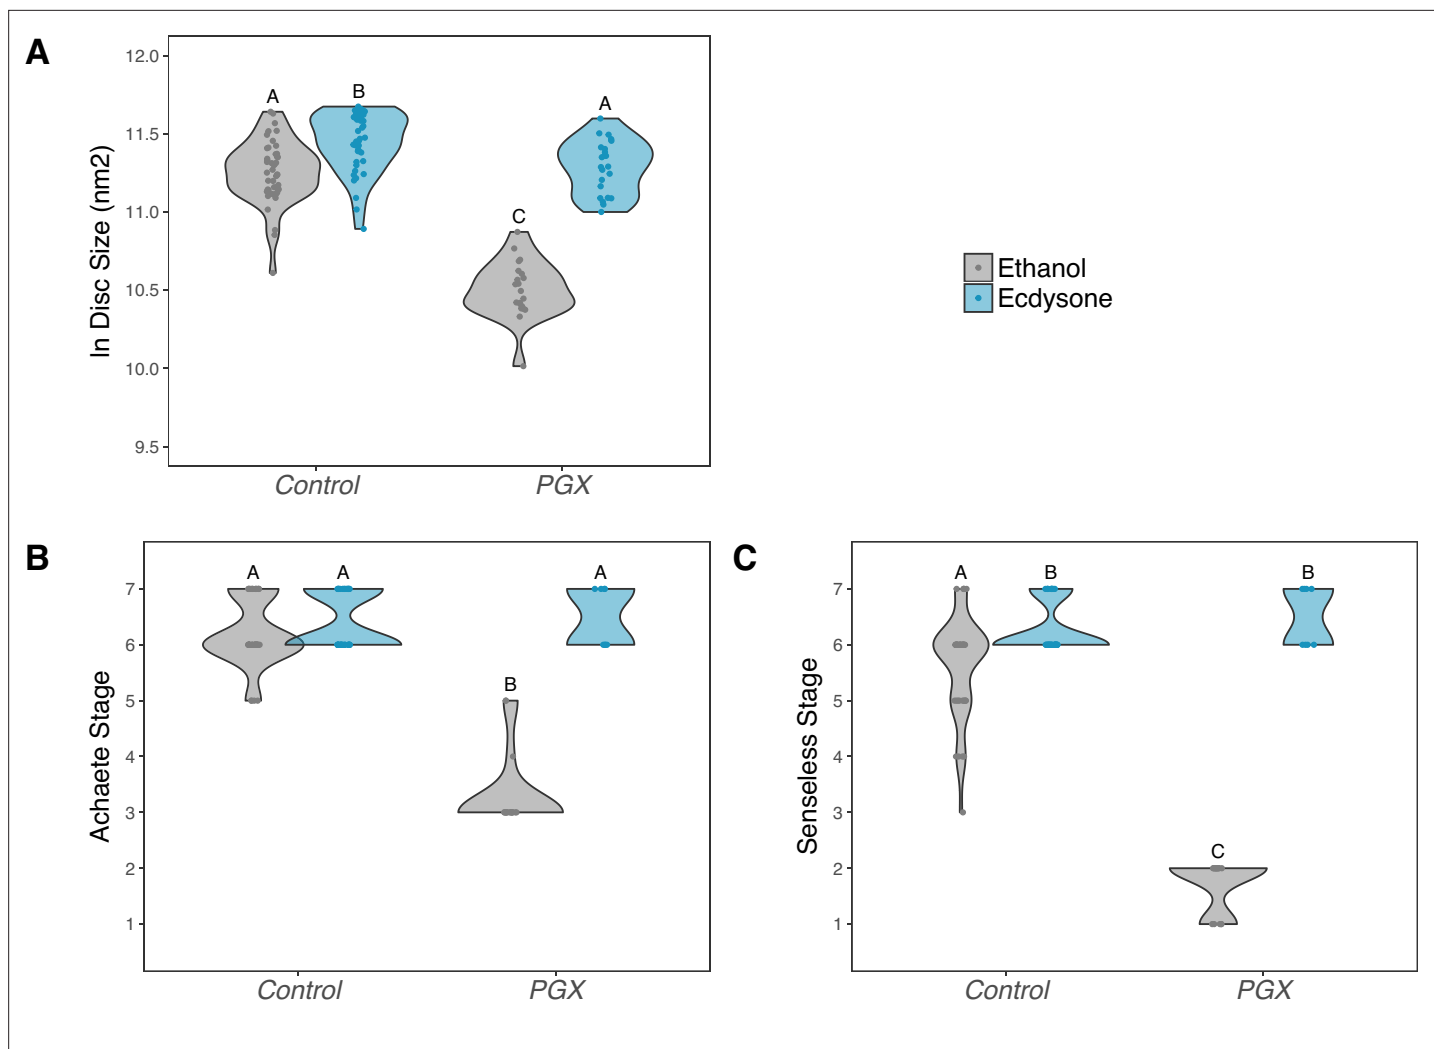 A
12.0
11.5
11.0
10.5
10.0
9.5
ln Disc Size (nm2)
A
B
C
A
Control
PGX
Ethanol
Ecdysone
B
7
6
5
4
3
2
1
Achaete Stage
A
A
B
A
Control
PGX
C
7
6
5
4
3
2
1
Senseless Stage
A
B
C
B
Control
PGX